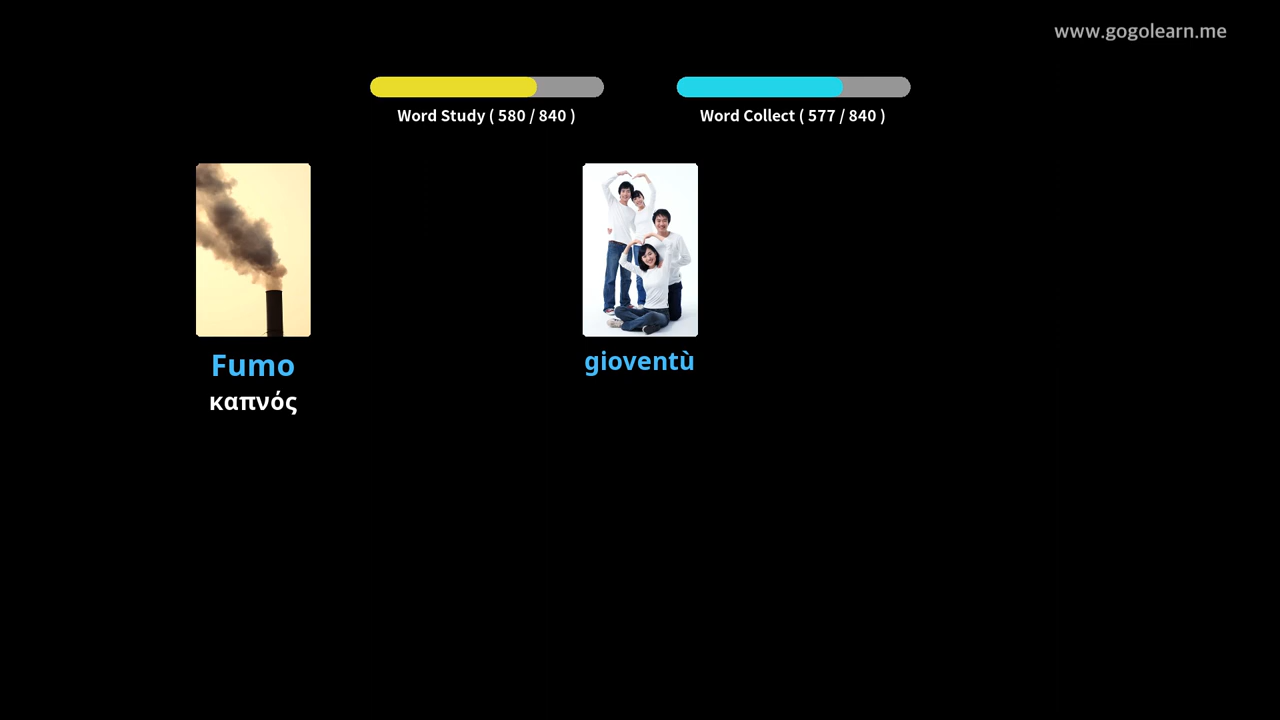 www.gogolearn.me
Word Study ( 580 / 840 )
Word Collect ( 577 / 840 )
Fumo
καπνός
gioventù